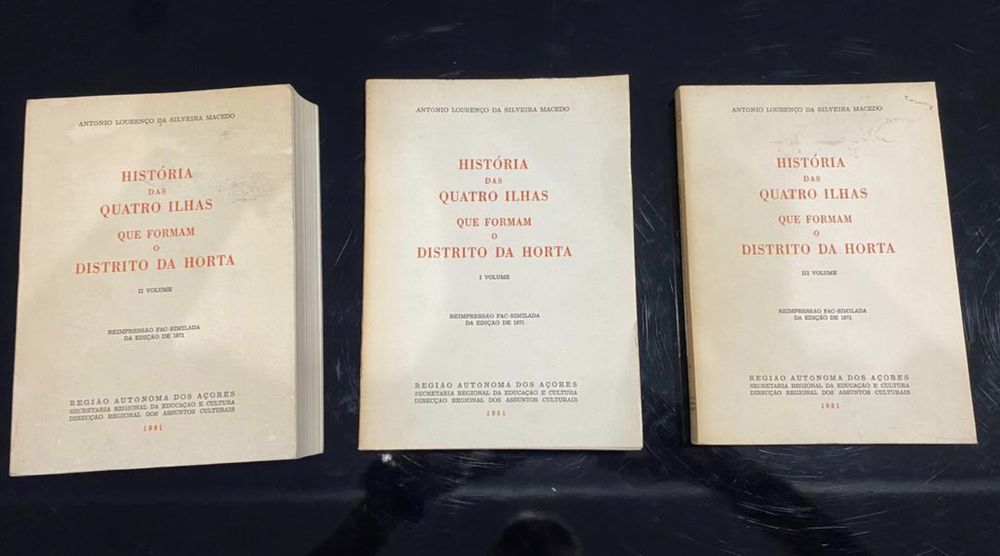 ANTONIO LOURENÇO DA SILVEIRA MACEDO
HISTÓRIA
DAS
QUATRO ILHAS
QUE FORMAM
O
DISTRITO DA HORTA
II VOLUME
REIMPRESSÃO FAC-SIMILADA
DA EDIÇÃO DE 1871
REGIÃO AUTÓNOMA DOS AÇORES
SECRETARIA REGIONAL DA EDUCAÇÃO E CULTURA
DIRECÇÃO REGIONAL DOS ASSUNTOS CULTURAIS
1981
ANTONIO LOURENÇO DA SILVEIRA MACEDO
HISTÓRIA
DAS
QUATRO ILHAS
QUE FORMAM
O
DISTRITO DA HORTA
I VOLUME
REIMPRESSÃO FAC-SIMILADA
DA EDIÇÃO DE 1871
REGIÃO AUTÓNOMA DOS AÇORES
SECRETARIA REGIONAL DA EDUCAÇÃO E CULTURA
DIRECÇÃO REGIONAL DOS ASSUNTOS CULTURAIS
1981
ANTONIO LOURENÇO DA SILVEIRA MACEDO
HISTÓRIA
DAS
QUATRO ILHAS
QUE FORMAM
O
DISTRITO DA HORTA
III VOLUME
REIMPRESSÃO FAC-SIMILADA
DA EDIÇÃO DE 1871
REGIÃO AUTÓNOMA DOS AÇORES
SECRETARIA REGIONAL DA EDUCAÇÃO E CULTURA
DIRECÇÃO REGIONAL DOS ASSUNTOS CULTURAIS
1981